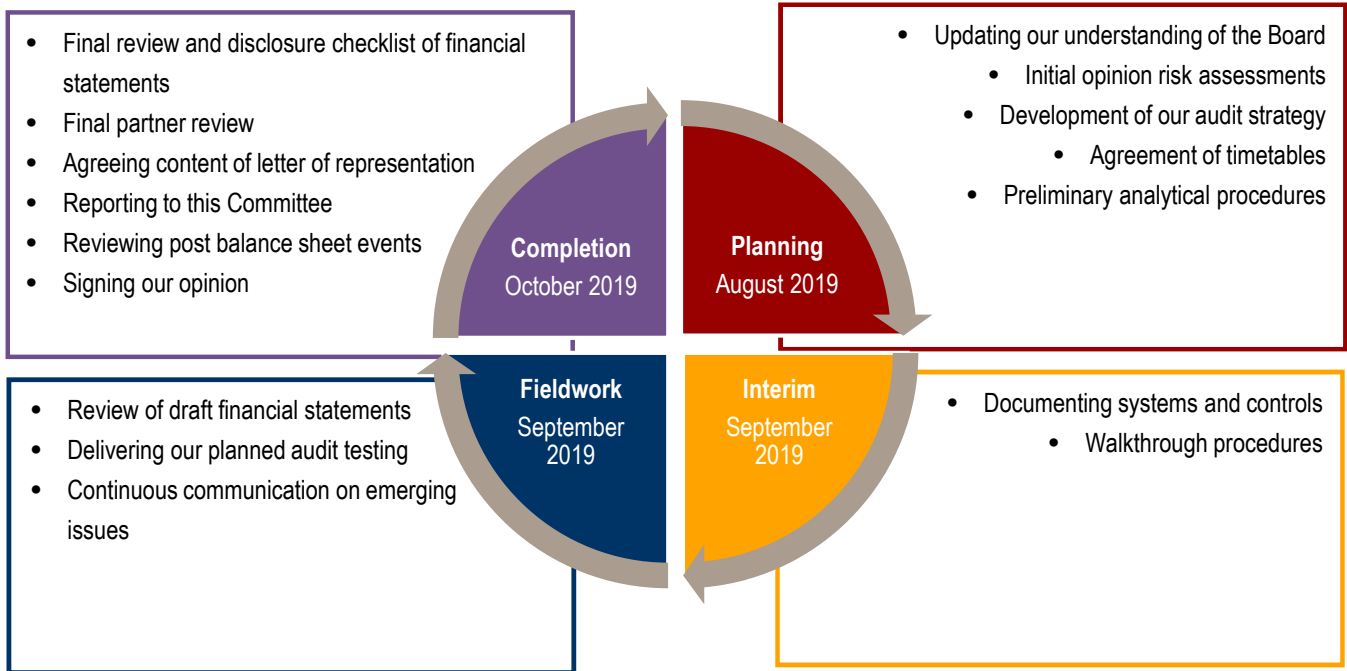 • Final review and disclosure checklist of financial
statements
• Final partner review
• Agreeing content of letter of representation
• Reporting to this Committee
• Reviewing post balance sheet events
• Signing our opinion
• Updating our understanding of the Board
• Initial opinion risk assessments
• Development of our audit strategy
• Agreement of timetables
• Preliminary analytical procedures
Completion
October 2019
Planning
August 2019
Fieldwork
September
2019
Interim
September
2019
• Review of draft financial statements
• Delivering our planned audit testing
• Continuous communication on emerging
issues
• Documenting systems and controls
• Walkthrough procedures